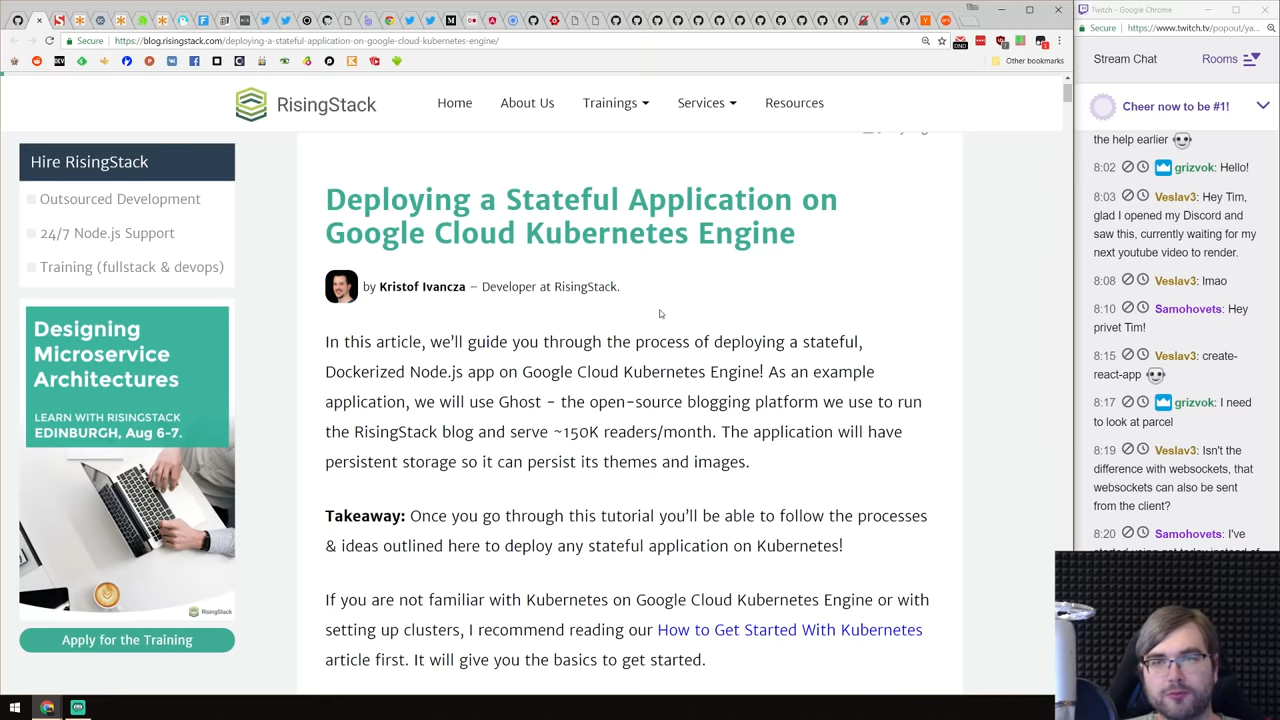 Twitch - Google Chrome
Secure
https://blog.risingstack.com/deploying-a-stateful-application-on-google-cloud-kubernetes-engine/
Other bookmarks
RisingStack
Home
About Us
Trainings
Services
Resources
Hire RisingStack
Outsourced Development
24/7 Node.js Support
Training (fullstack & devops)
Designing
Microservice
Architectures
LEARN WITH RISINGSTACK
EDINBURGH, Aug 6-7.
RisingStack
Apply for the Training
Deploying a Stateful Application on
Google Cloud Kubernetes Engine
by Kristof Ivancza – Developer at RisingStack.
In this article, we'll guide you through the process of deploying a stateful,
Dockerized Node.js app on Google Cloud Kubernetes Engine! As an example
application, we will use Ghost – the open-source blogging platform we use to run
the RisingStack blog and serve ~150K readers/month. The application will have
persistent storage so it can persist its themes and images.
Takeaway: Once you go through this tutorial you'll be able to follow the processes
& ideas outlined here to deploy any stateful application on Kubernetes!
If you are not familiar with Kubernetes on Google Cloud Kubernetes Engine or with
setting up clusters, I recommend reading our How to Get Started With Kubernetes
article first. It will give you the basics to get started.
Secure
https://www.twitch.tv/popout/ya...
Stream Chat
Rooms
Cheer now to be #1!
the help earlier
8:02 grizvok: Hello!
8:03 Veslav3: Hey Tim,
glad I opened my Discord and
saw this, currently waiting for my
next youtube video to render.
8:08 Veslav3: lmao
8:10 Samohovets: Hey
privet Tim!
8:15 Veslav3: create-
react-app
8:17 grizvok: I need
to look at parcel
8:19 Veslav3: Isn't the
difference with websockets, that
websockets can also be sent
from the client?
8:20 Samohovets: I've